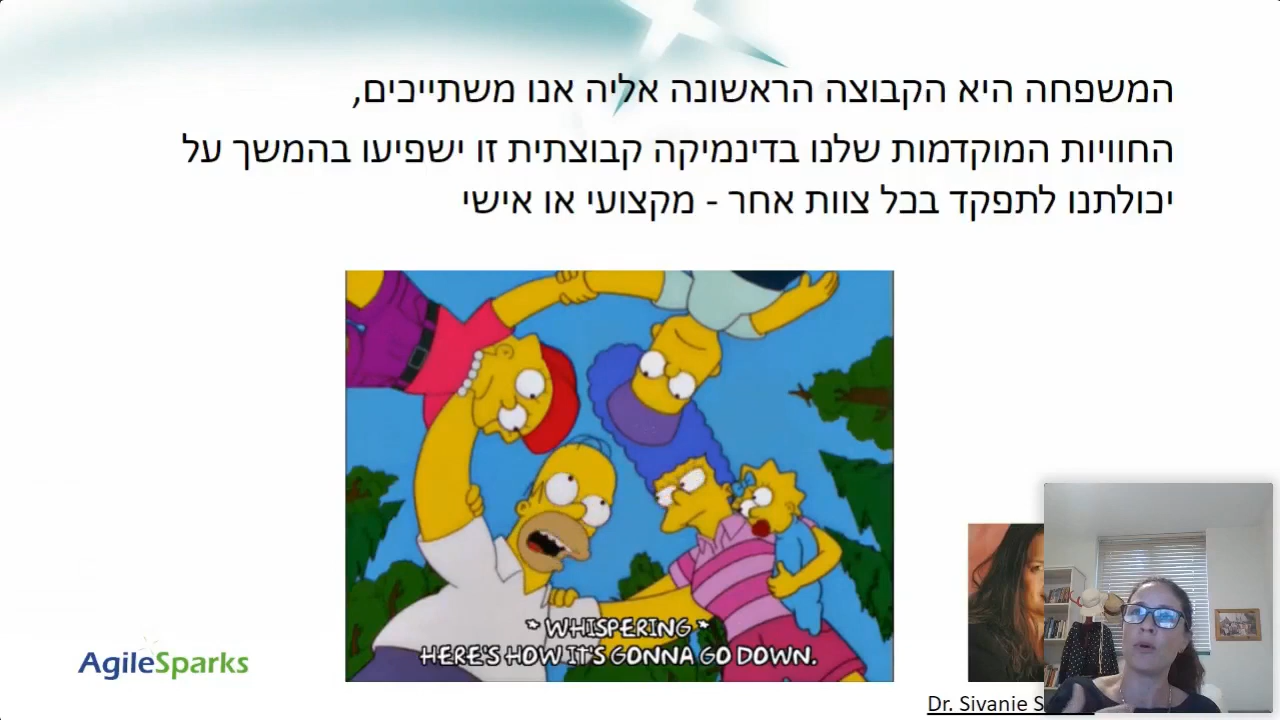 המשפחה היא הקבוצה הראשונה אליה אנו משתייכים,
החוויות המוקדמות שלנו בדינמיקה קבוצתית זו ישפיעו בהמשך על
יכולתנו לתפקד בכל צוות אחר - מקצועי או אישי
*WHISPERING*
HERE'S HOW IT'S GONNA GO DOWN.
AgileSparks
Dr. Sivanie